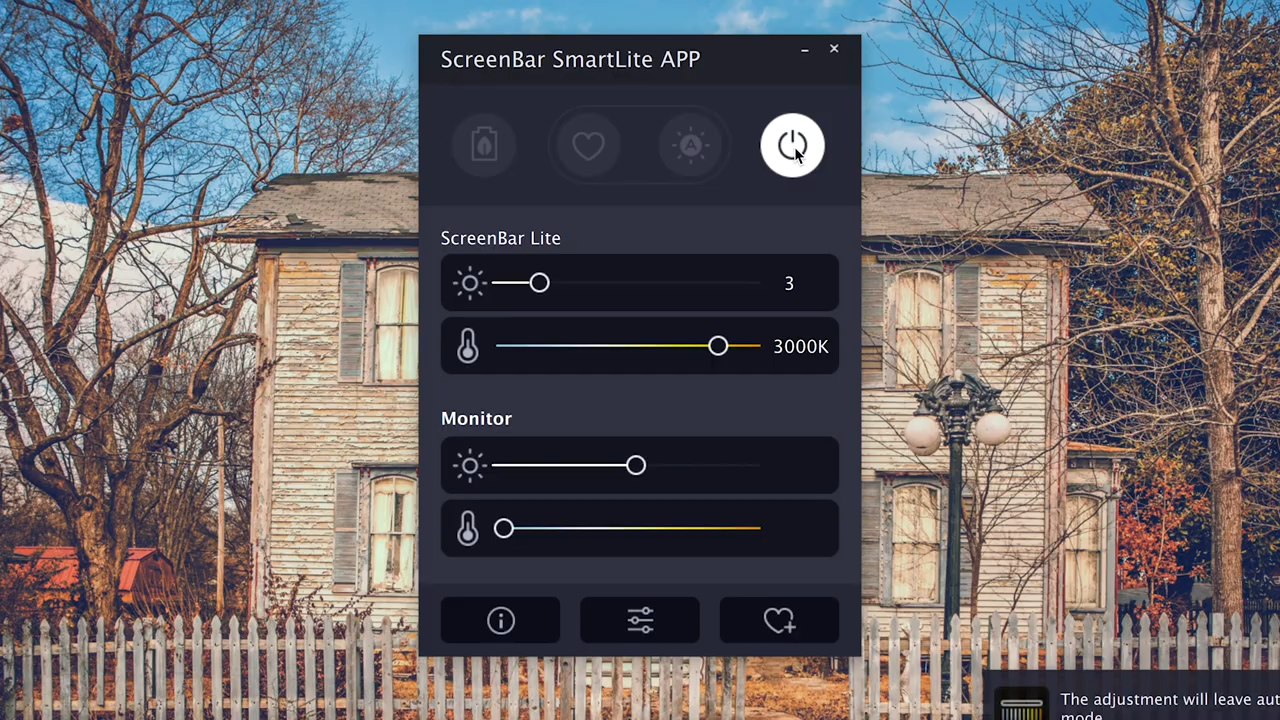 ScreenBar SmartLite APP
ScreenBar Lite
3
3000K
Monitor
The adjustment will leave aut
mode